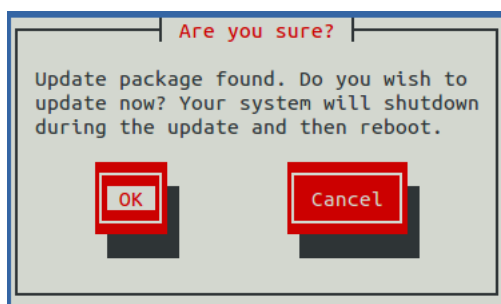 Are you sure?
Update package found. Do you wish to
update now? Your system will shutdown
during the update and then reboot.
OK Cancel